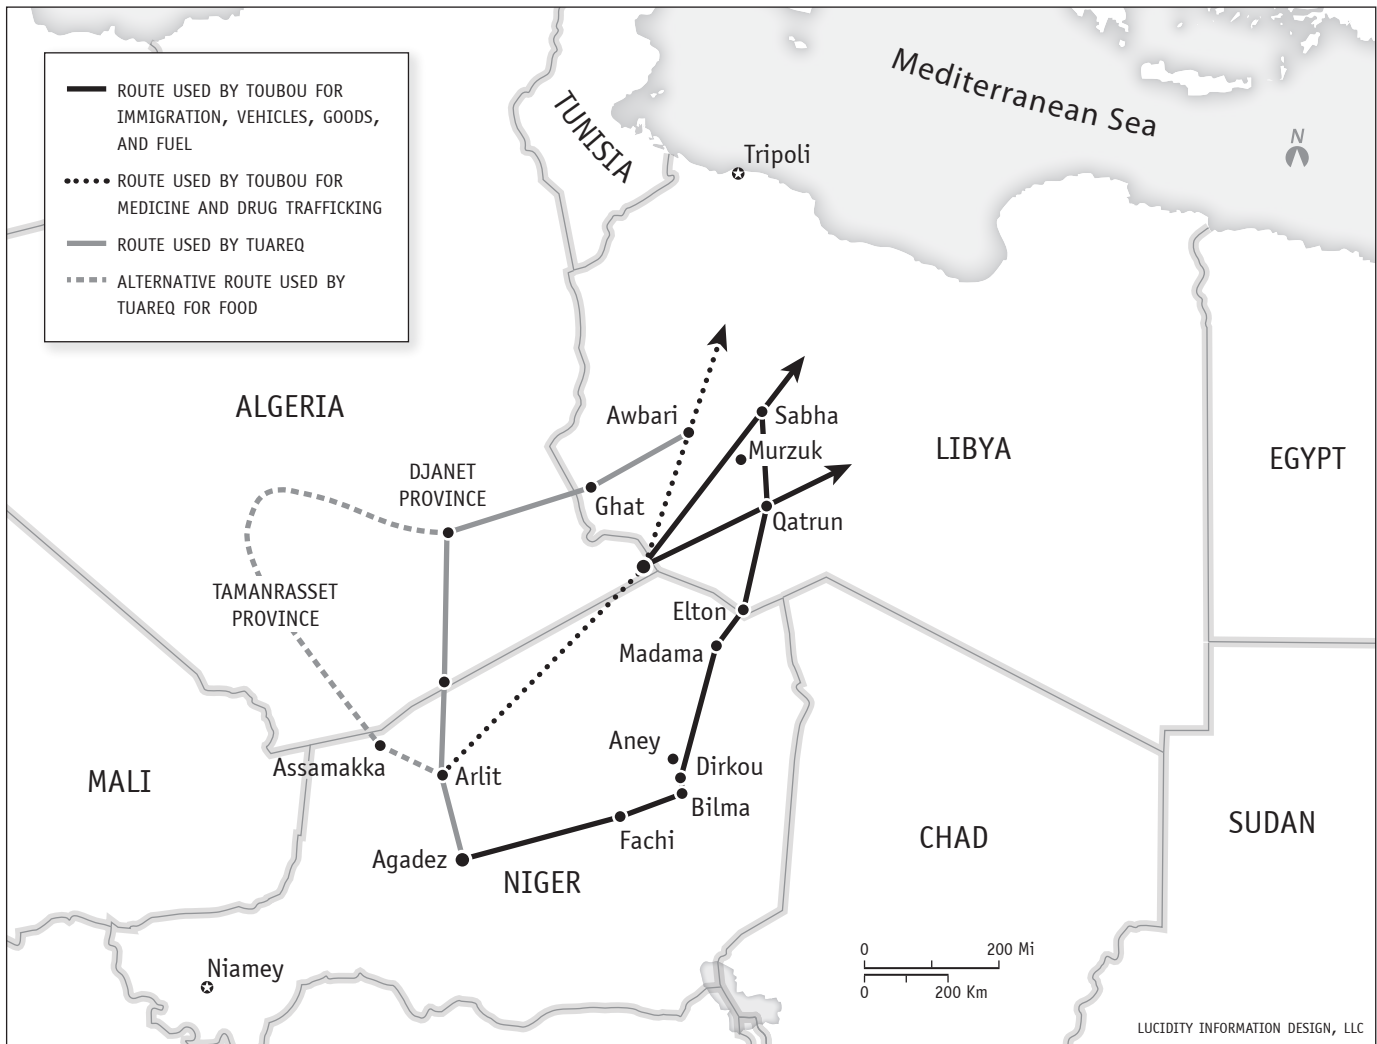 ROUTE USED BY TOUBOU FOR
IMMIGRATION, VEHICLES, GOODS,
AND FUEL
ROUTE USED BY TOUBOU FOR
MEDICINE AND DRUG TRAFFICKING
ROUTE USED BY TUAREQ
ALTERNATIVE ROUTE USED BY
TUAREQ FOR FOOD
Mediterranean Sea
N
TUNISIA
Tripoli
ALGERIA
Awbari
Sabha
Murzuk
LIBYA
EGYPT
DJANET
PROVINCE
Ghat
Qatrun
TAMANRASSET
PROVINCE
Elton
Madama
Aney
Dirkou
Assamakka
Arlit
MALI
Bilma
Fachi
CHAD
SUDAN
Agadez
NIGER
Niamey
0 200 Mi
0 200 Km
LUCIDITY INFORMATION DESIGN, LLC